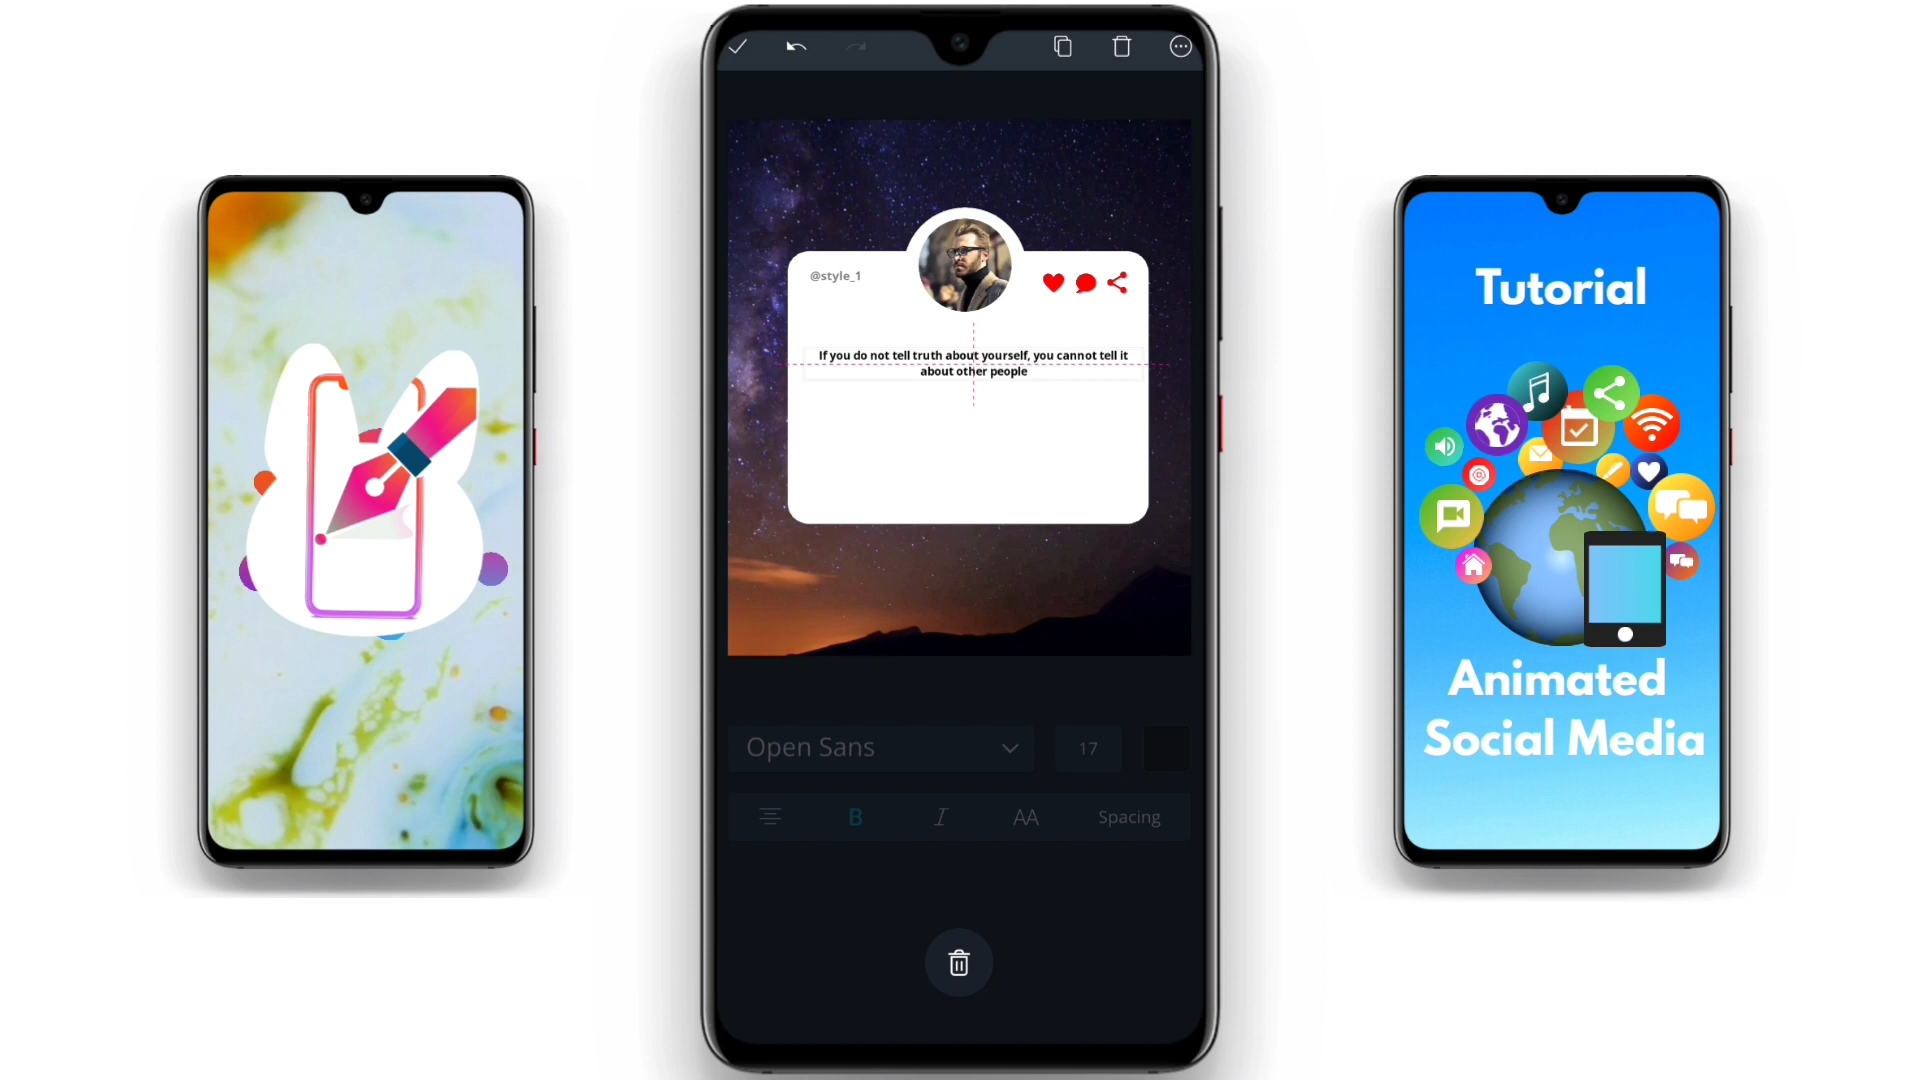 @style_1
If you do not tell truth about yourself, you cannot tell it
about other people
Open Sans
17
B
I
AA
Spacing
Tutorial
Animated
Social Media